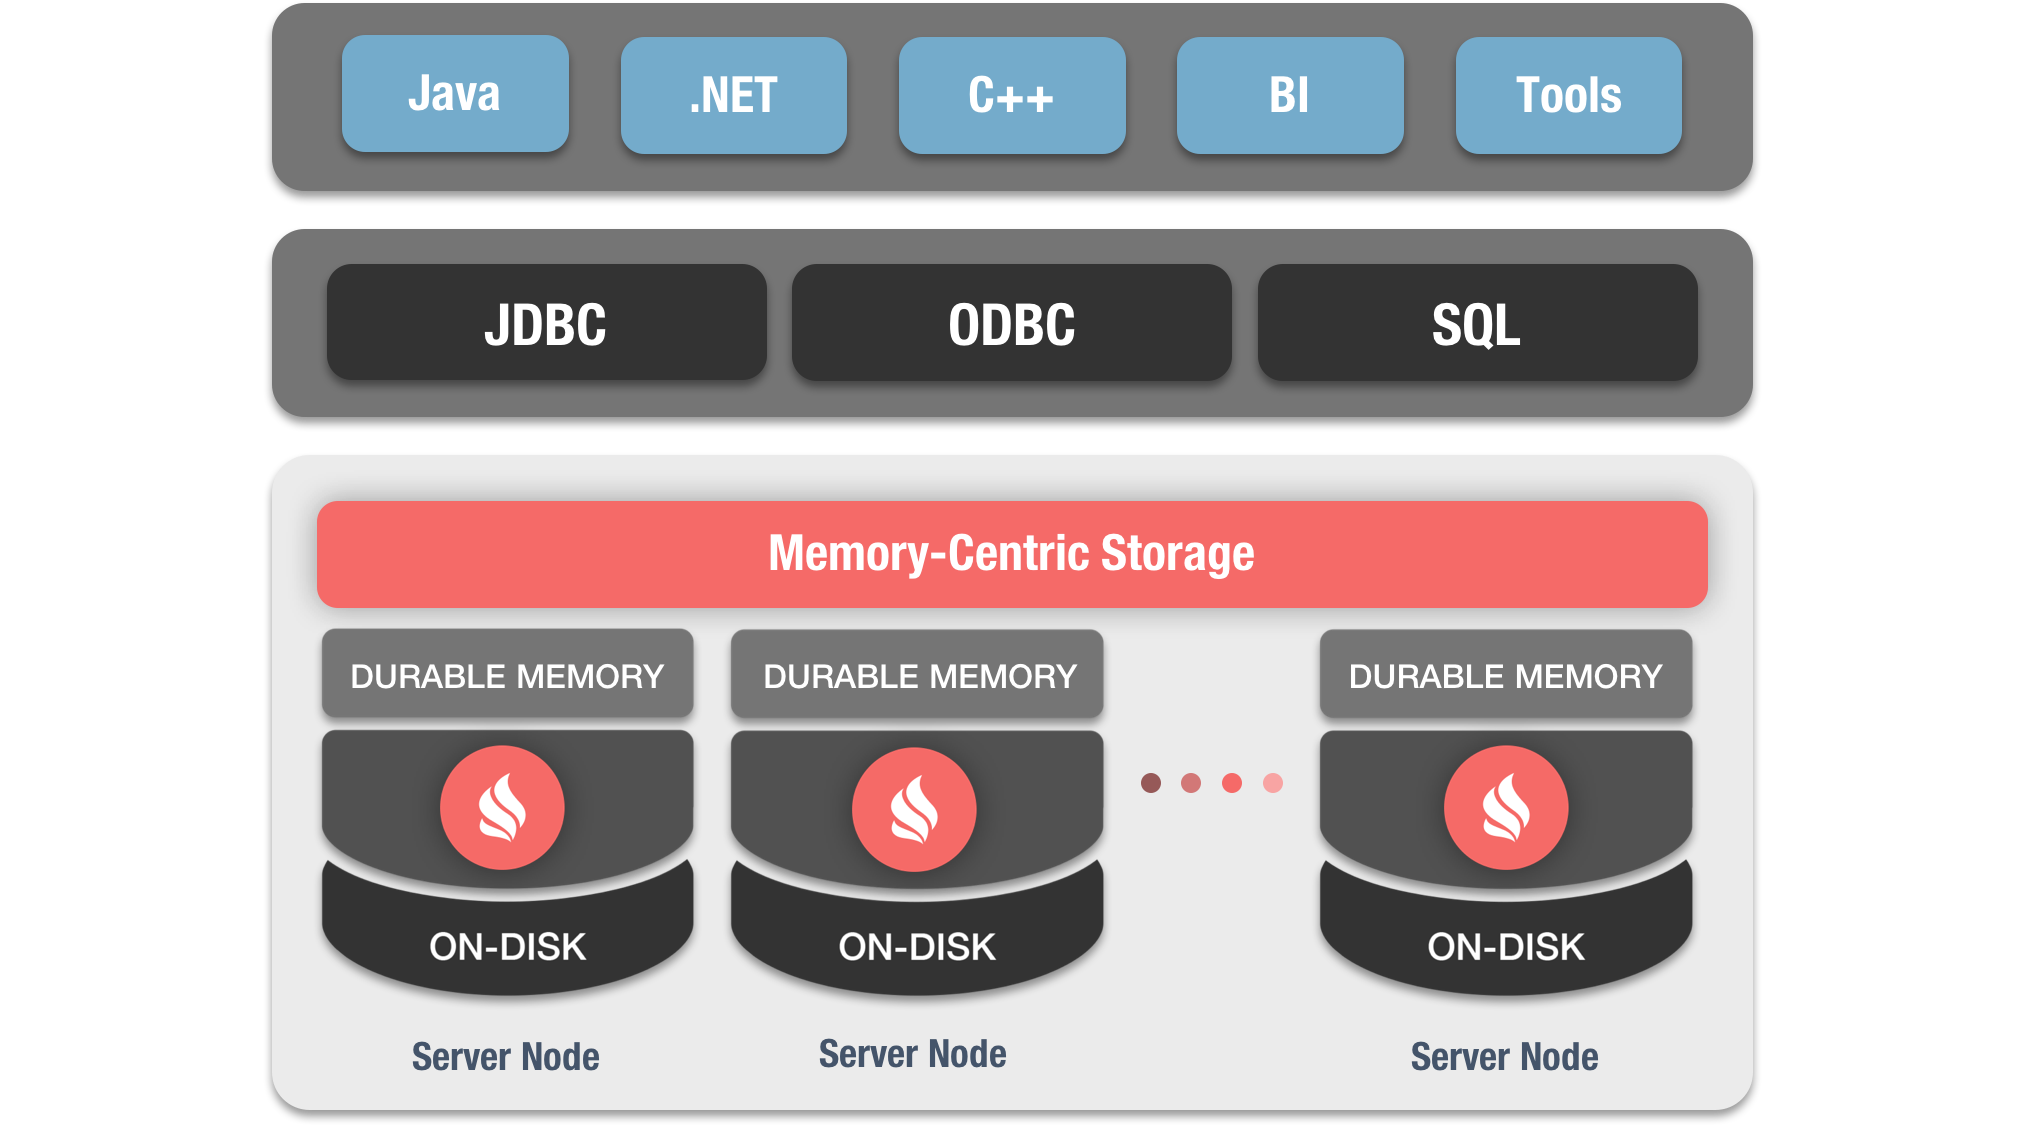 Java
.NET
C++
BI
Tools
JDBC
ODBC
SQL
Memory-Centric Storage
DURABLE MEMORY
DURABLE MEMORY
DURABLE MEMORY
ON-DISK
ON-DISK
ON-DISK
Server Node
Server Node
Server Node